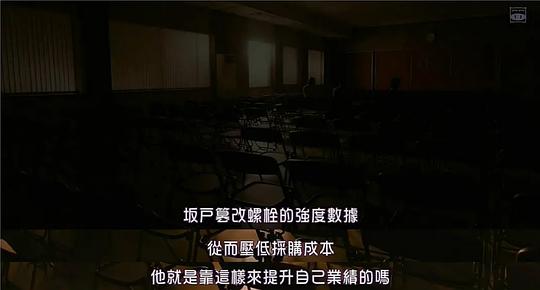 坂戶篡改螺栓的強度數據
從而壓低採購成本
他就是靠這樣來提升自己業績的嗎